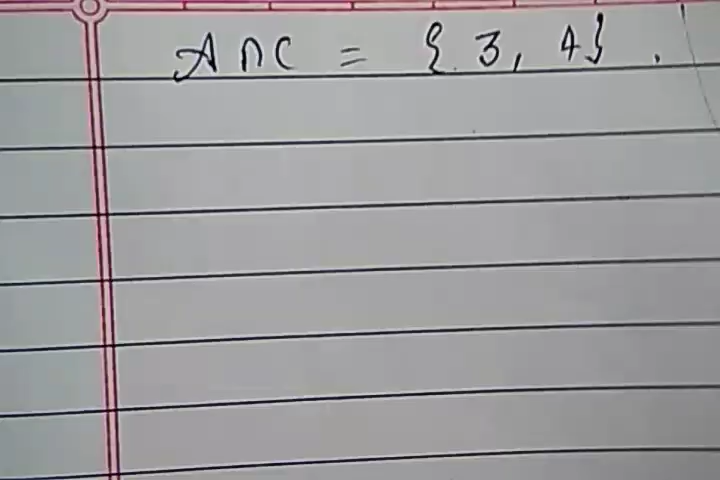 A∩C = {3, 4}.